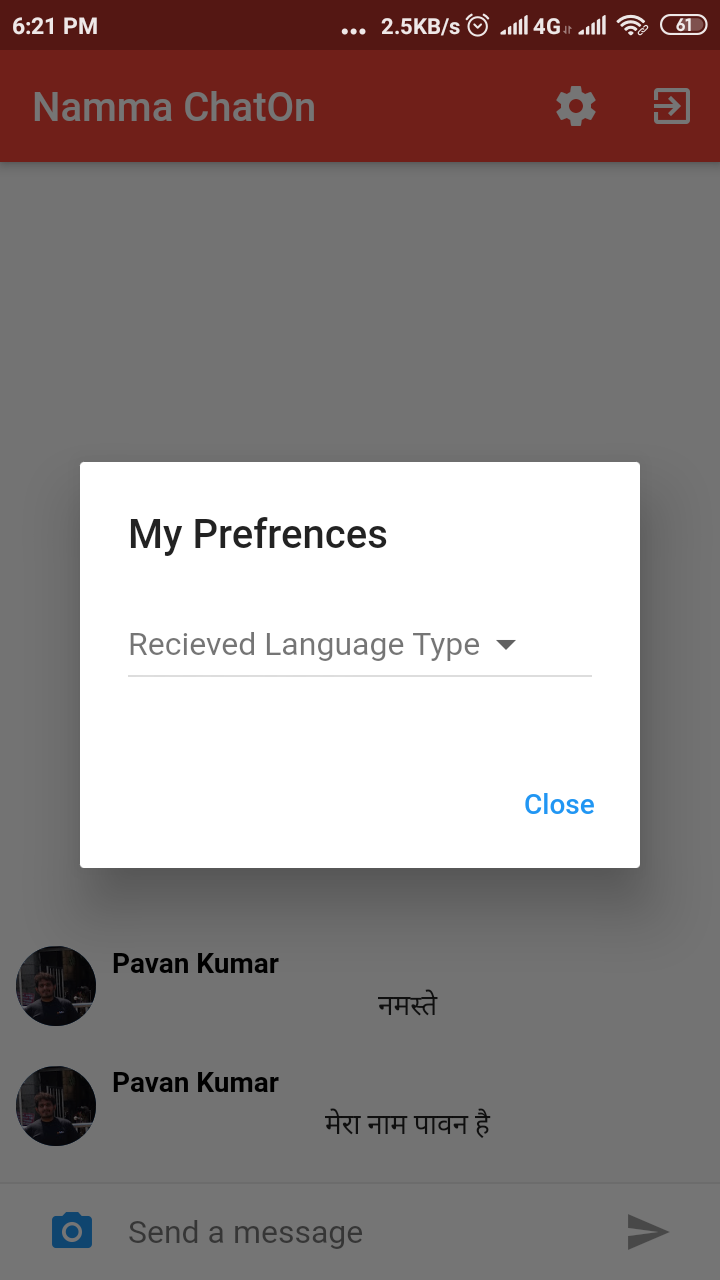 6:21 PM ... 2.5KB/s 4G 61
Namma ChatOn
My Prefrences
Recieved Language Type
Close
Pavan Kumar
नमस्ते
Pavan Kumar
मेरा नाम पावन है
Send a message